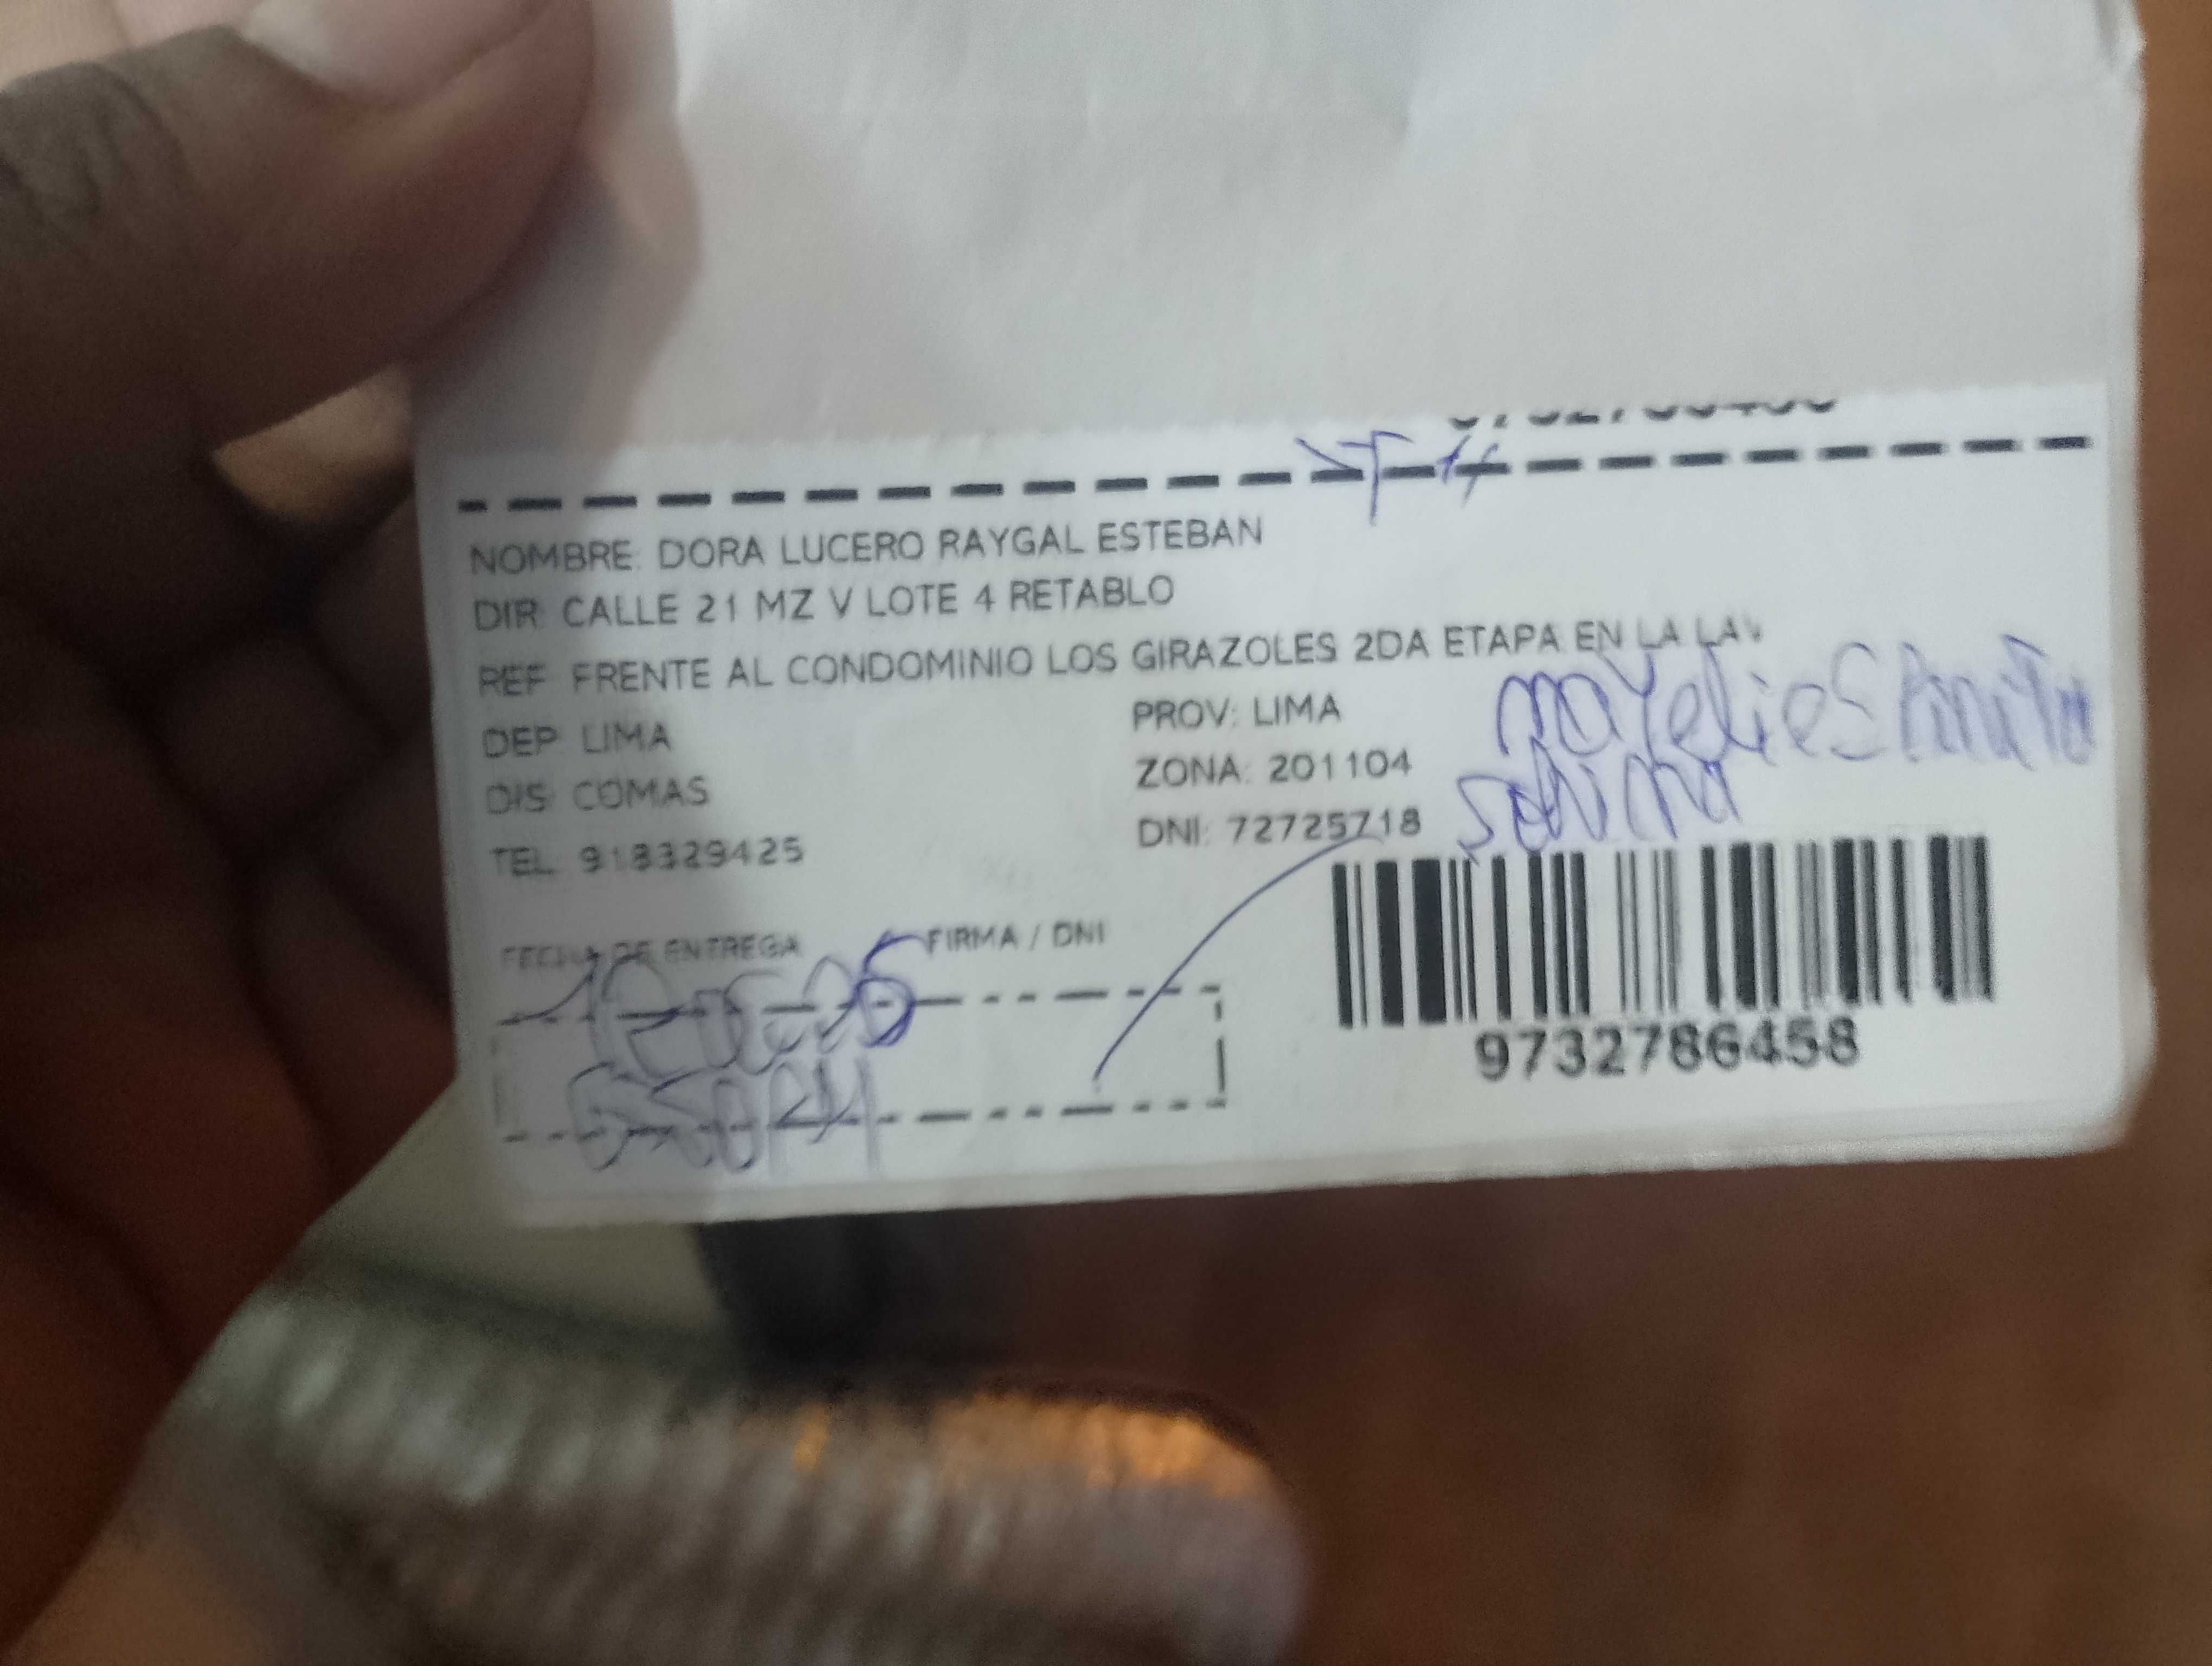 NOMBRE: DORA LUCERO RAYGAL ESTEBAN
DIR: CALLE 21 MZ V LOTE 4 RETABLO
REF: FRENTE AL CONDOMINIO LOS GIRAZOLES 2DA ETAPA EN LA LAV
DEP: LIMA PROV: LIMA
DIS: COMAS ZONA: 201104
TEL: 918329425 DNI: 72725718
FECHA DE ENTREGA FIRMA / DNI
9732786458